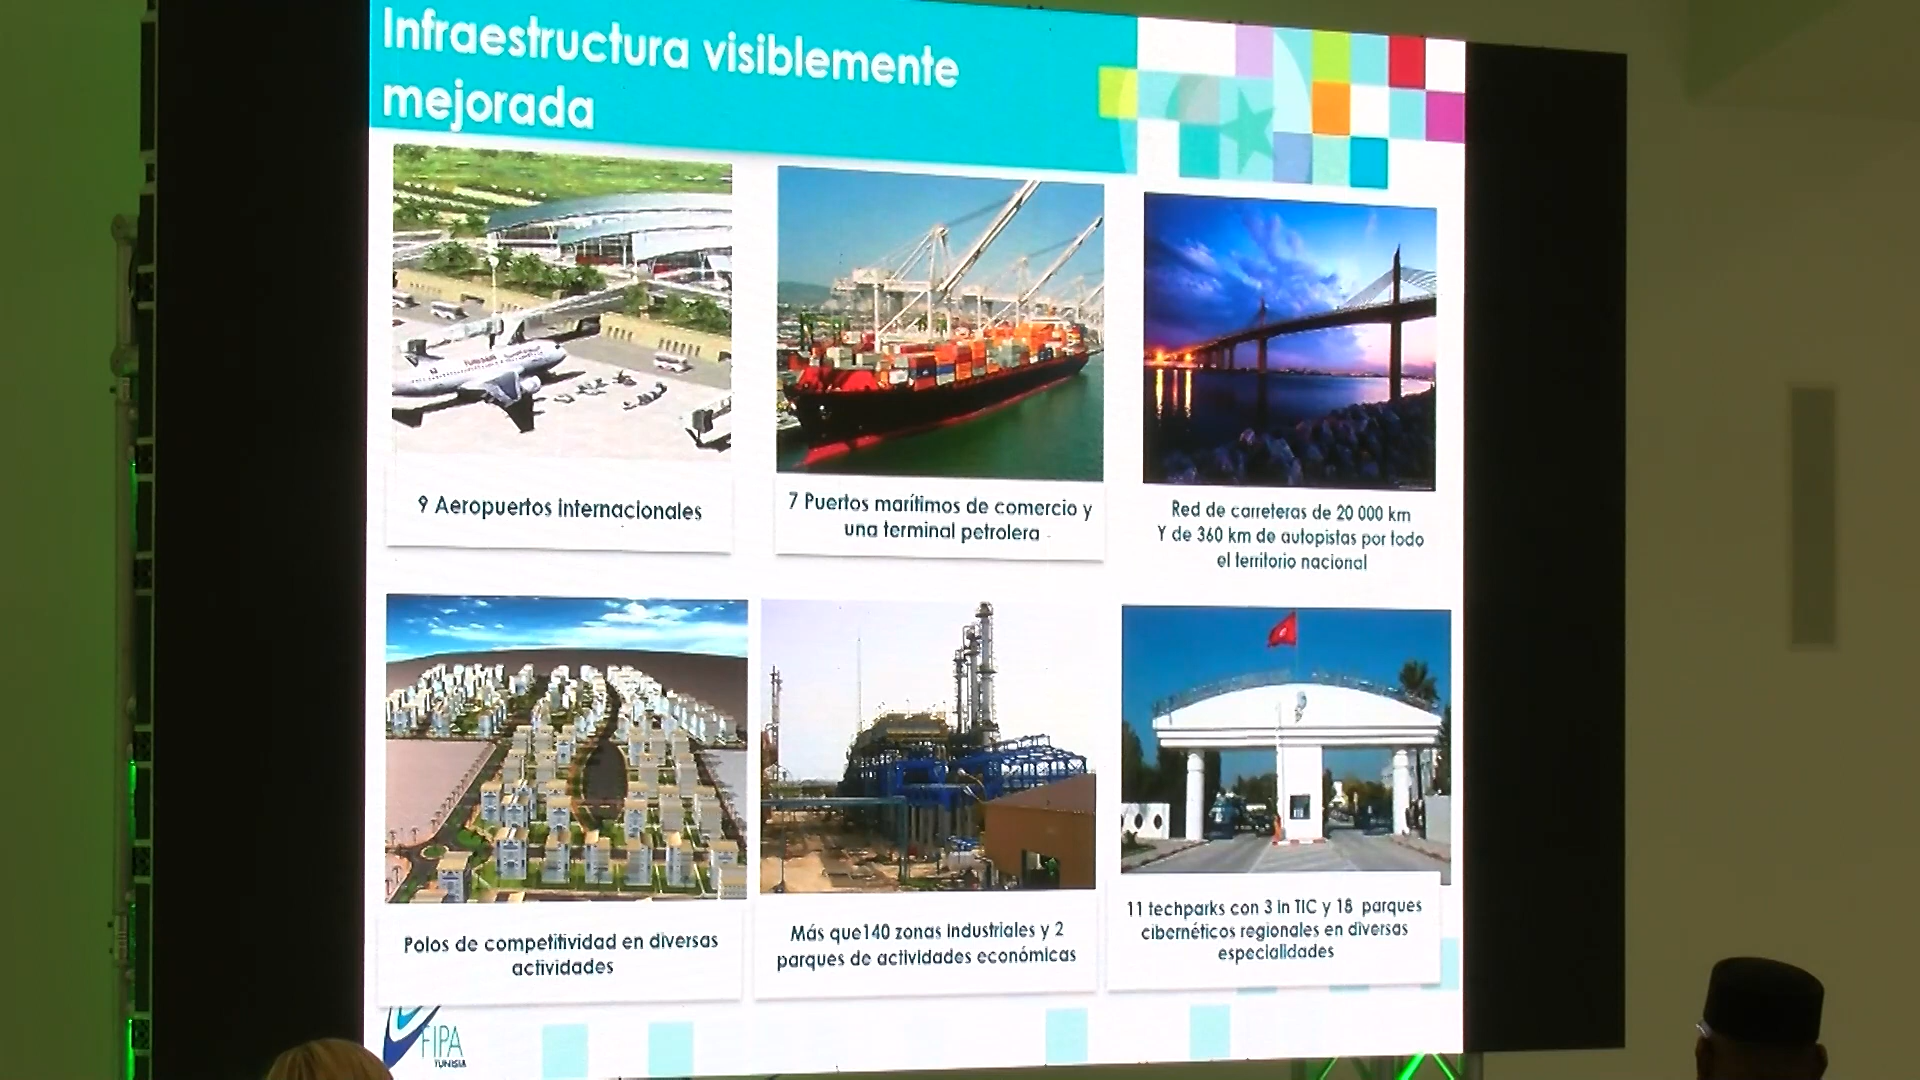 Infraestructura visiblemente
mejorada
9 Aeropuertos internacionales
7 Puertos marítimos de comercio y
una terminal petrolera
Red de carreteras de 20 000 km
Y de 360 km de autopistas por todo
el territorio nacional
Polos de competitividad en diversas
actividades
Más que140 zonas industriales y 2
parques de actividades económicas
11 techparks con 3 in TIC y 18 parques
cibernéticos regionales en diversas
especialidades
FIPA
TUNISIA